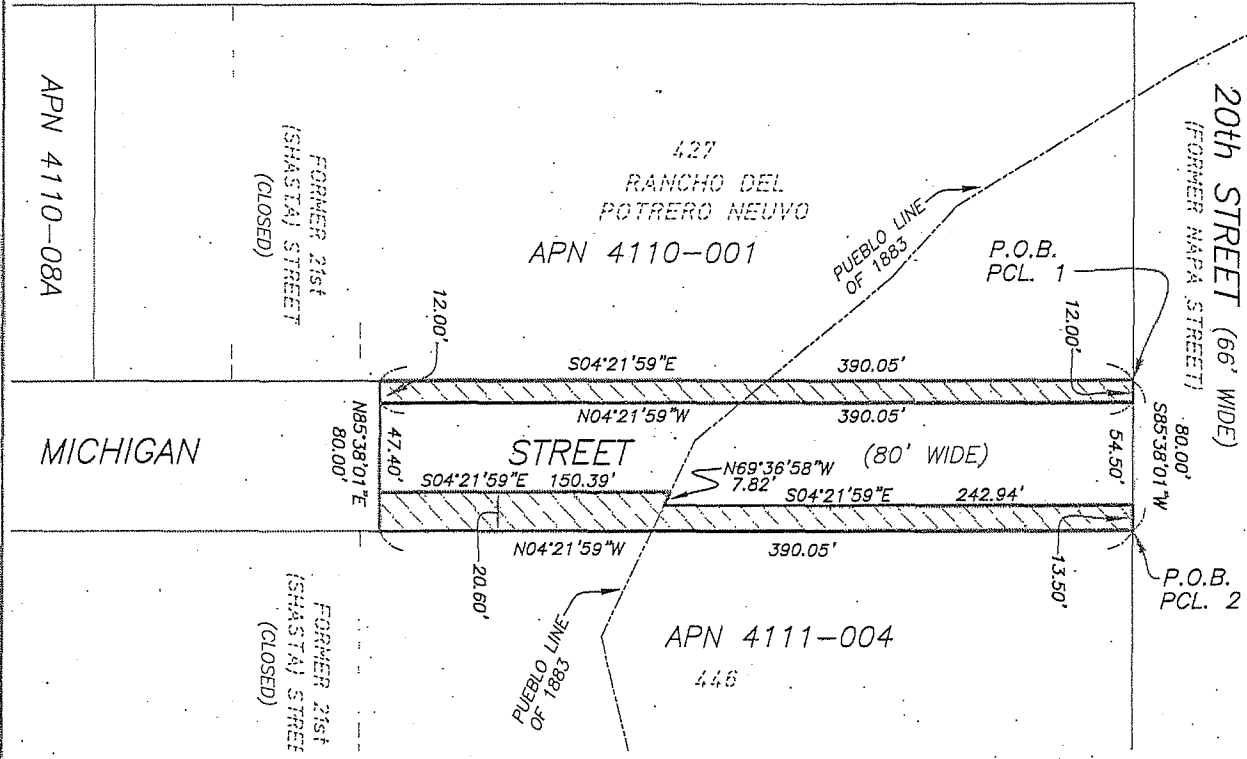 20th STREET (66' WIDE)
(FORMER NAPA STREET)
APN 4110-08A
FORMER 21st
(SHASTA) STREET
(CLOSED)
427
RANCHO DEL
POTRERO NEUVO
APN 4110-001
PUEBLO LINE
OF 1883
P.O.B.
PCL. 1
12.00'
12.00'
S04°21'59"E 390.05'
N04°21'59"W 390.05'
S85°38'01"W
80.00'
54.50'
N85°38'01"E
80.00'
47.40'
MICHIGAN STREET (80' WIDE)
N69°36'58"W
7.82'
S04°21'59"E 150.39'
S04°21'59"E 242.94'
N04°21'59"W 390.05'
20.60'
13.50'
P.O.B.
PCL. 2
PUEBLO LINE
OF 1883
APN 4111-004
446
FORMER 21st
(SHASTA) STREE
(CLOSED)